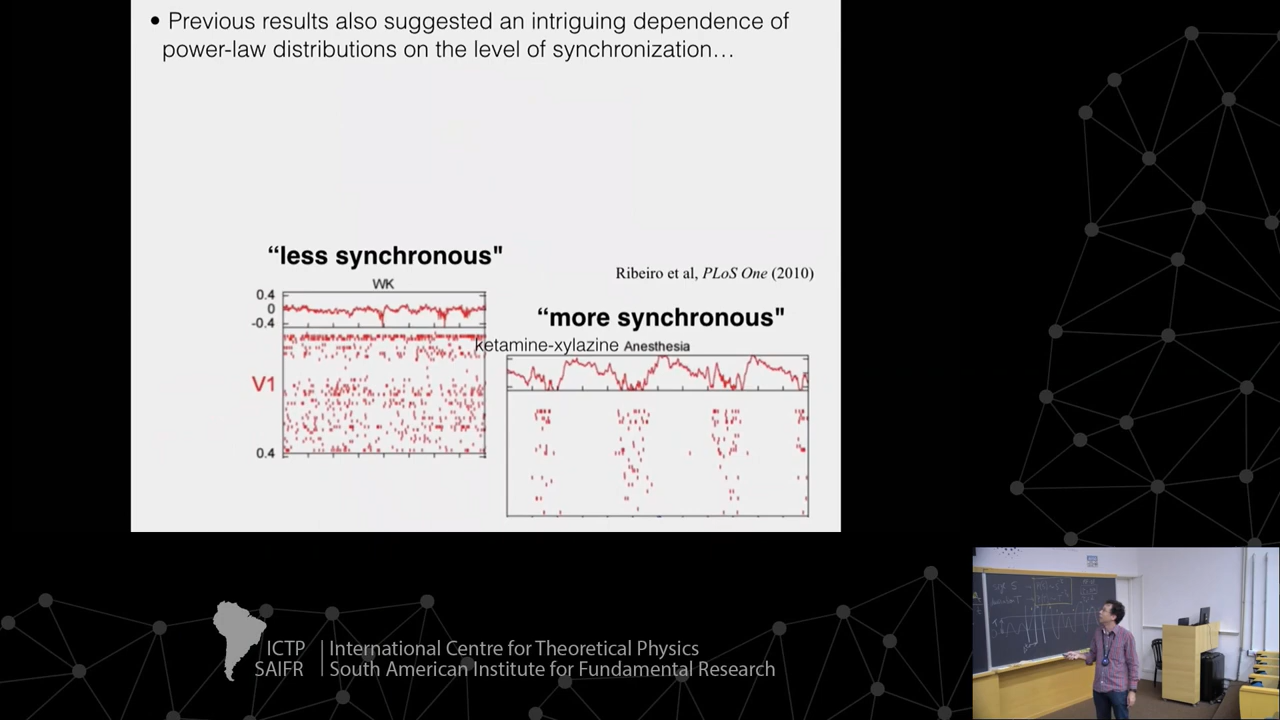 • Previous results also suggested an intriguing dependence of
power-law distributions on the level of synchronization…
“less synchronous"
WK
0.4
0
-0.4
V1
0.4
Ribeiro et al, PLoS One (2010)
“more synchronous"
ketamine-xylazine Anesthesia
ICTP
SAIFR
International Centre for Theoretical Physics
South American Institute for Fundamental Research